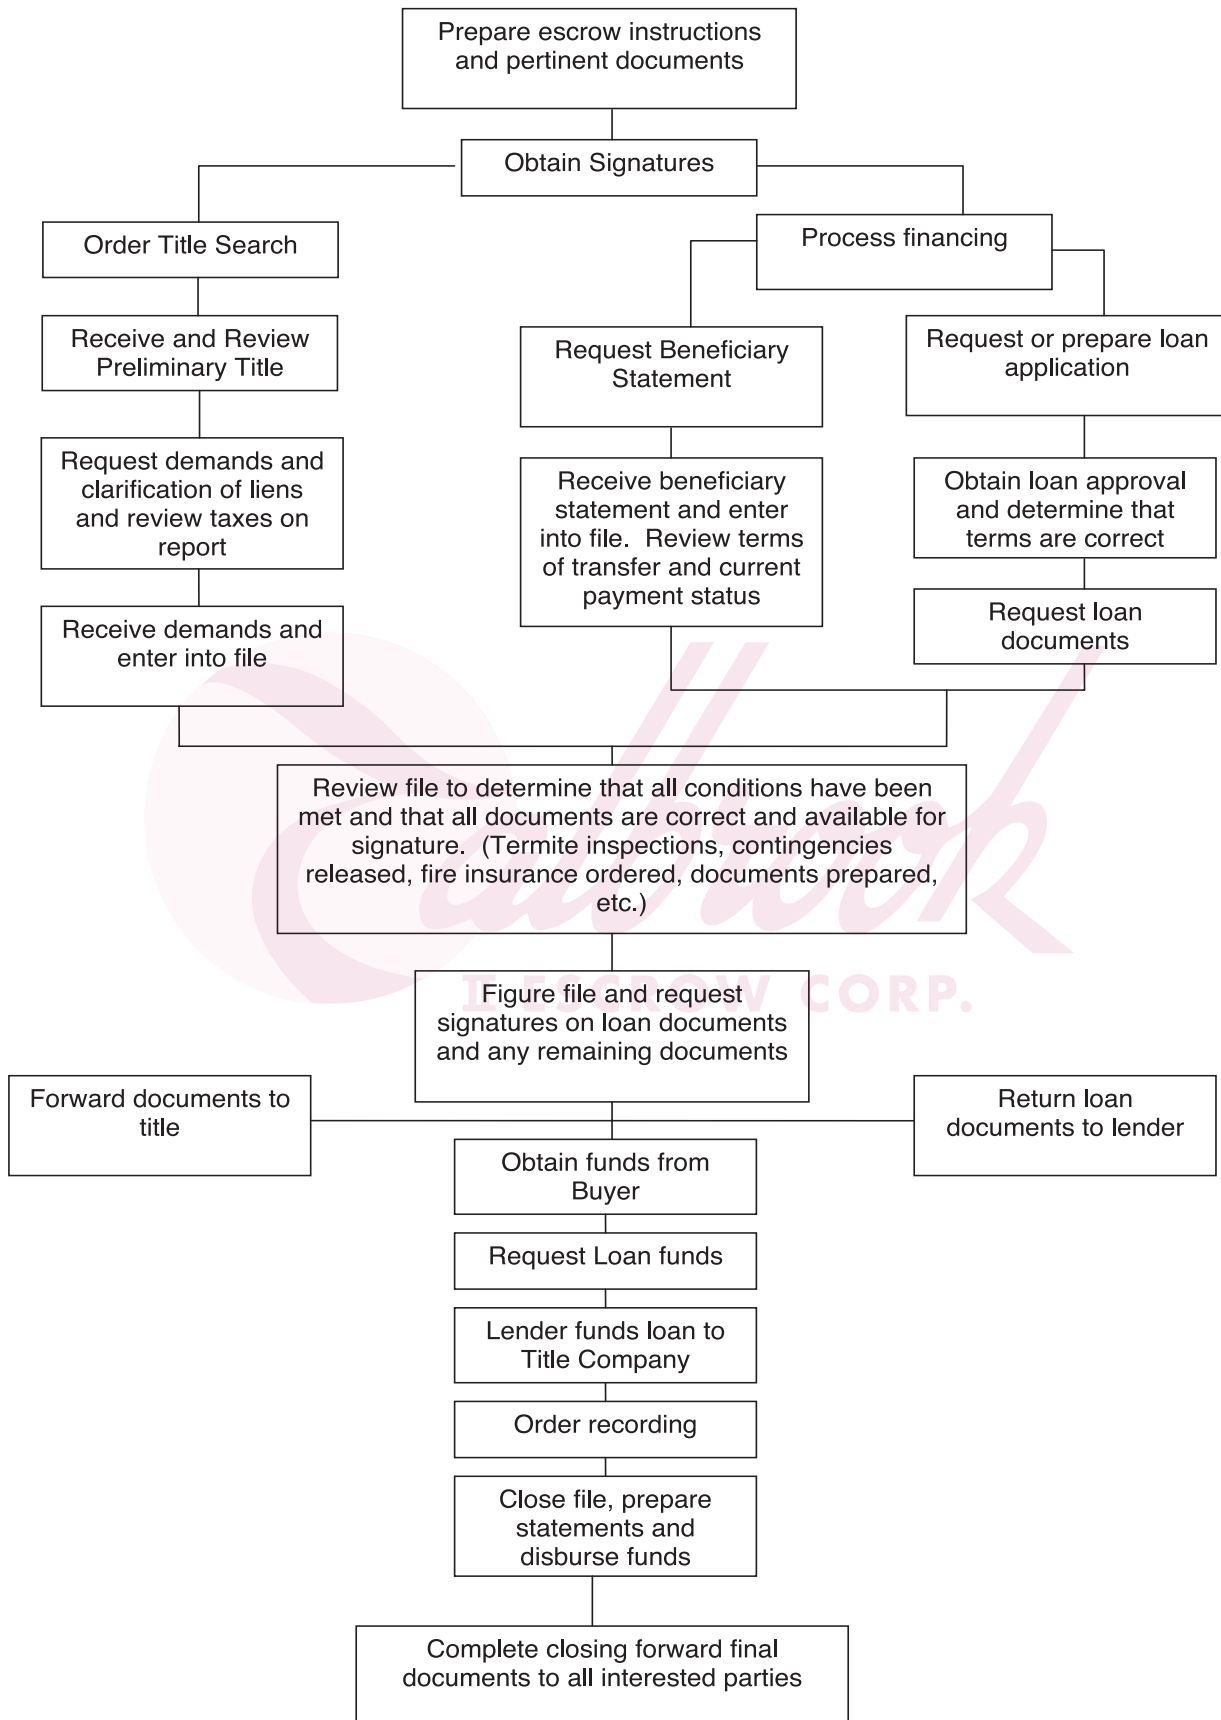 Prepare escrow instructions
and pertinent documents
Obtain Signatures
Order Title Search
Process financing
Receive and Review
Preliminary Title
Request Beneficiary
Statement
Request or prepare loan
application
Request demands and
clarification of liens
and review taxes on
report
Receive beneficiary
statement and enter
into file. Review terms
of transfer and current
payment status
Obtain loan approval
and determine that
terms are correct
Receive demands and
enter into file
Request loan
documents
Review file to determine that all conditions have been
met and that all documents are correct and available for
signature. (Termite inspections, contingencies
released, fire insurance ordered, documents prepared,
etc.)
Calbrook
II ESCROW CORP.
Figure file and request
signatures on loan documents
and any remaining documents
Forward documents to
title
Return loan
documents to lender
Obtain funds from
Buyer
Request Loan funds
Lender funds loan to
Title Company
Order recording
Close file, prepare
statements and
disburse funds
Complete closing forward final
documents to all interested parties